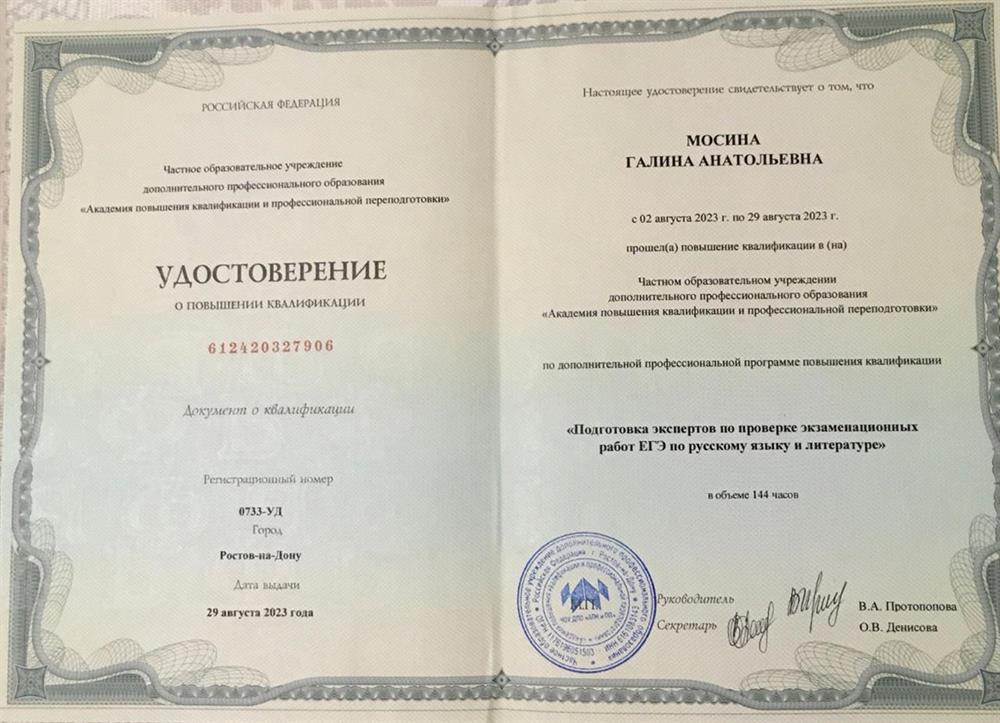 РОССИЙСКАЯ ФЕДЕРАЦИЯ
Частное образовательное учреждение
дополнительного профессионального образования
«Академия повышения квалификации и профессиональной переподготовки»
УДОСТОВЕРЕНИЕ
О ПОВЫШЕНИИ КВАЛИФИКАЦИИ
612420327906
Документ о квалификации
Регистрационный номер
0733-УД
Город
Ростов-на-Дону
Дата выдачи
29 августа 2023 года
Настоящее удостоверение свидетельствует о том, что
МОСИНА
ГАЛИНА АНАТОЛЬЕВНА
с 02 августа 2023 г. по 29 августа 2023 г.
прошел(а) повышение квалификации в (на)
Частном образовательном учреждении
дополнительного профессионального образования
«Академия повышения квалификации и профессиональной переподготовки»
по дополнительной профессиональной программе повышения квалификации
«Подготовка экспертов по проверке экзаменационных
работ ЕГЭ по русскому языку и литературе»
в объеме 144 часов
М.П.
Руководитель
В.А. Протопопова
Секретарь
О.В. Денисова